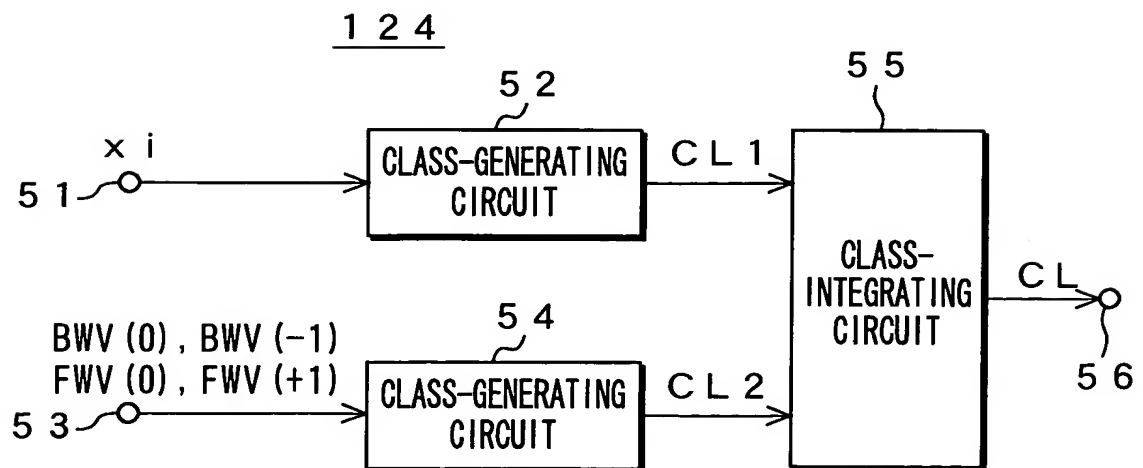 124
52
55
xi
51
CLASS-GENERATING
CIRCUIT
CL1
CLASS-
INTEGRATING
CIRCUIT
CL
56
BWV(0), BWV(-1)
FWV(0), FWV(+1)
53
54
CLASS-GENERATING
CIRCUIT
CL2